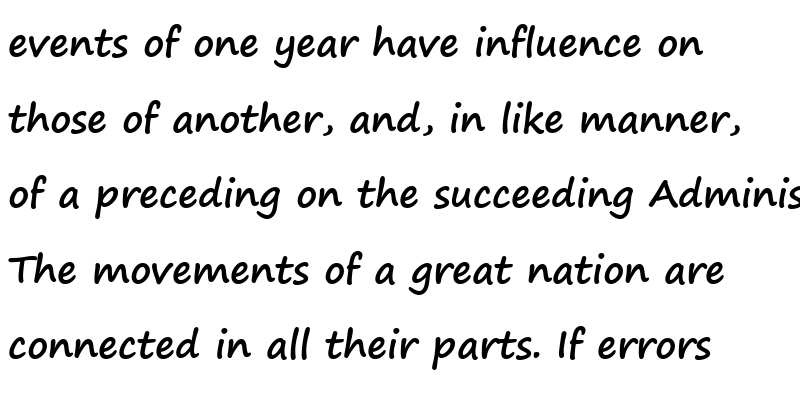 events of one year have influence on
those of another, and, in like manner,
of a preceding on the succeeding Adminis
The movements of a great nation are
connected in all their parts. If errors